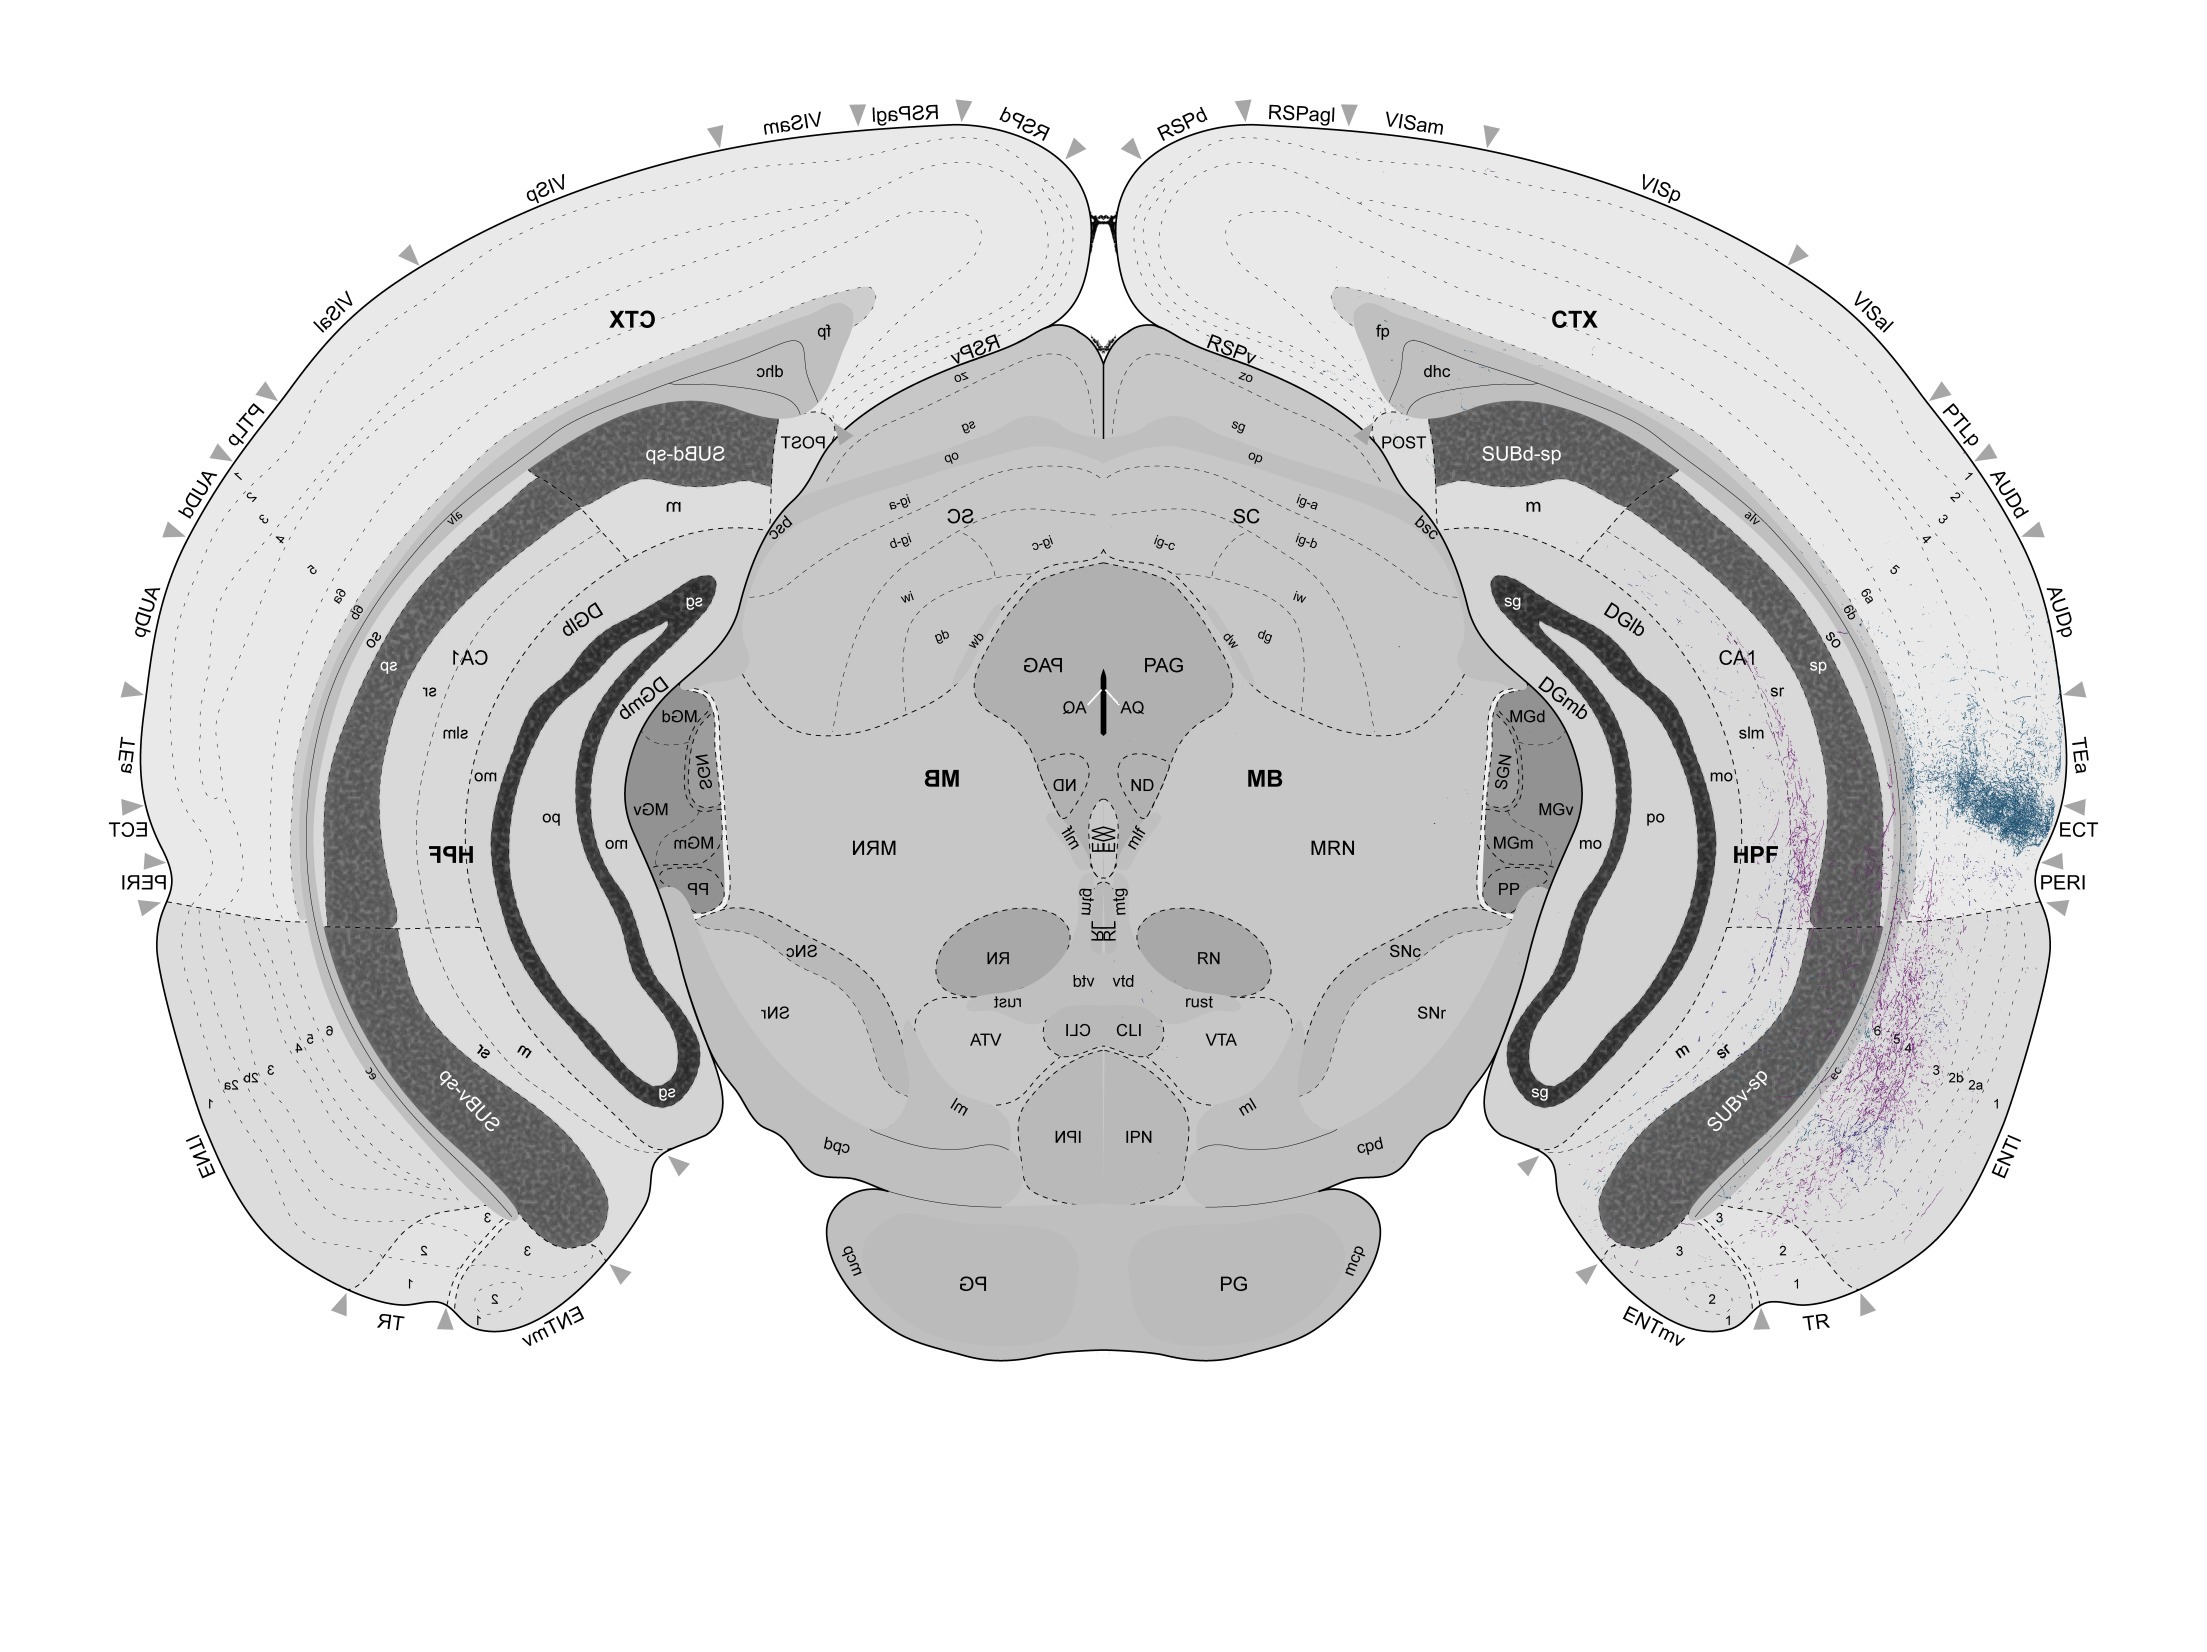 RSPd
RSPagl
VISam
VISp
VISal
PTLp
AUDd
AUDp
TEa
ECT
PERI
ENTl
TR
ENTmv
CTX
fp
dhc
RSPv
zo
POST
SUBd-sp
m
sg
op
ig-a
SC
ig-b
ig-c
bsc
iw
dg
dw
PAG
AQ
MB
ND
mlf
EW
MRN
mtg
RL
RN
vtd
rust
CLI
VTA
IPN
ml
cpd
mcp
PG
SNc
SNr
MGd
SGN
MGv
MGm
PP
DGlb
DGmb
sg
mo
po
mo
sg
CA1
sr
slm
HPF
so
sp
alv
1
2
3
4
5
6a
6b
m
sr
SUBv-sp
ec
6
5
4
3
2b
2a
1
3
2
1
3
2
1
RSPd
RSPagl
VISam
VISp
VISal
PTLp
AUDd
AUDp
TEa
ECT
PERI
ENTl
TR
ENTmv
CTX
fp
dhc
RSPv
zo
POST
SUBd-sp
m
sg
op
ig-a
SC
ig-b
ig-c
bsc
iw
dg
dw
PAG
AQ
MB
ND
mlf
EW
MRN
mtg
RL
RN
vtd
rust
CLI
VTA
IPN
ml
cpd
mcp
PG
SNc
SNr
MGd
SGN
MGv
MGm
PP
DGlb
DGmb
sg
mo
po
mo
sg
CA1
sr
slm
HPF
so
sp
alv
1
2
3
4
5
6a
6b
m
sr
SUBv-sp
ec
6
5
4
3
2b
2a
1
3
2
1
3
2
1